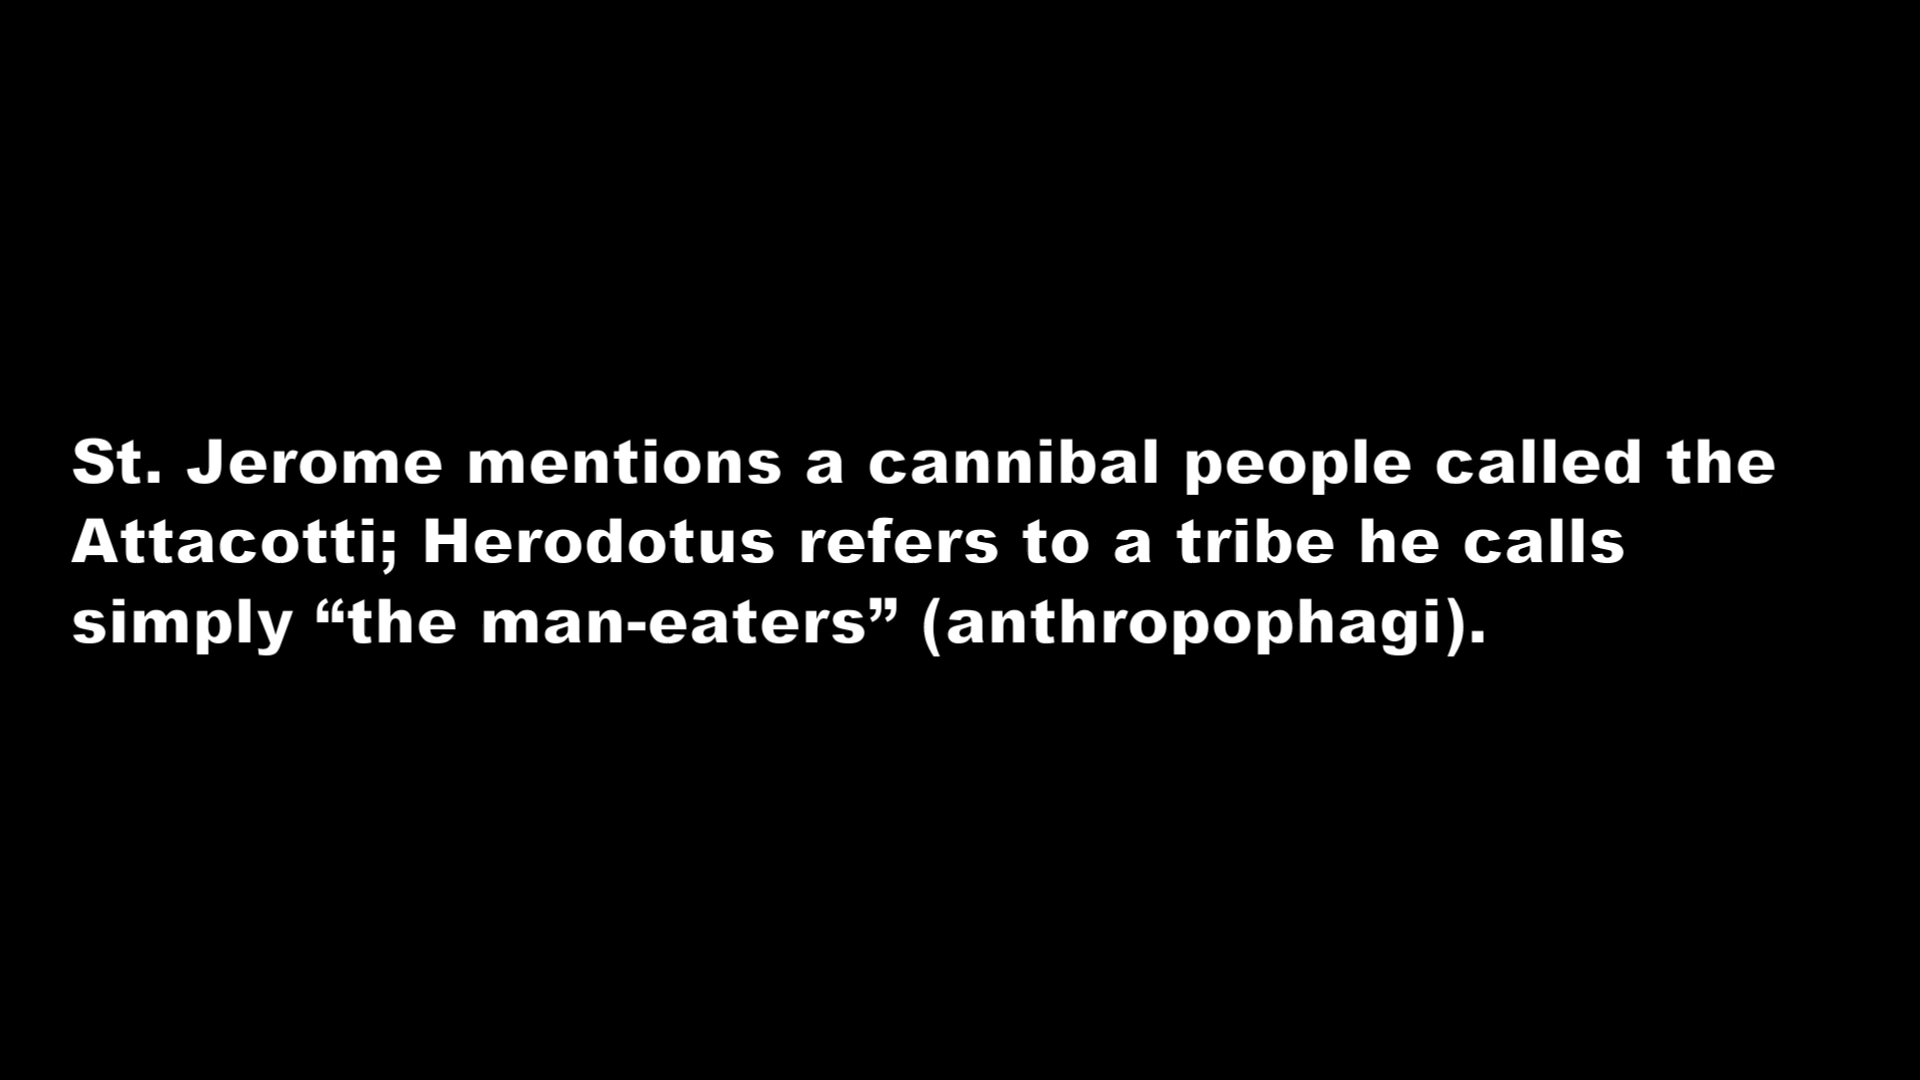 St. Jerome mentions a cannibal people called the
Attacotti; Herodotus refers to a tribe he calls
simply “the man-eaters” (anthropophagi).